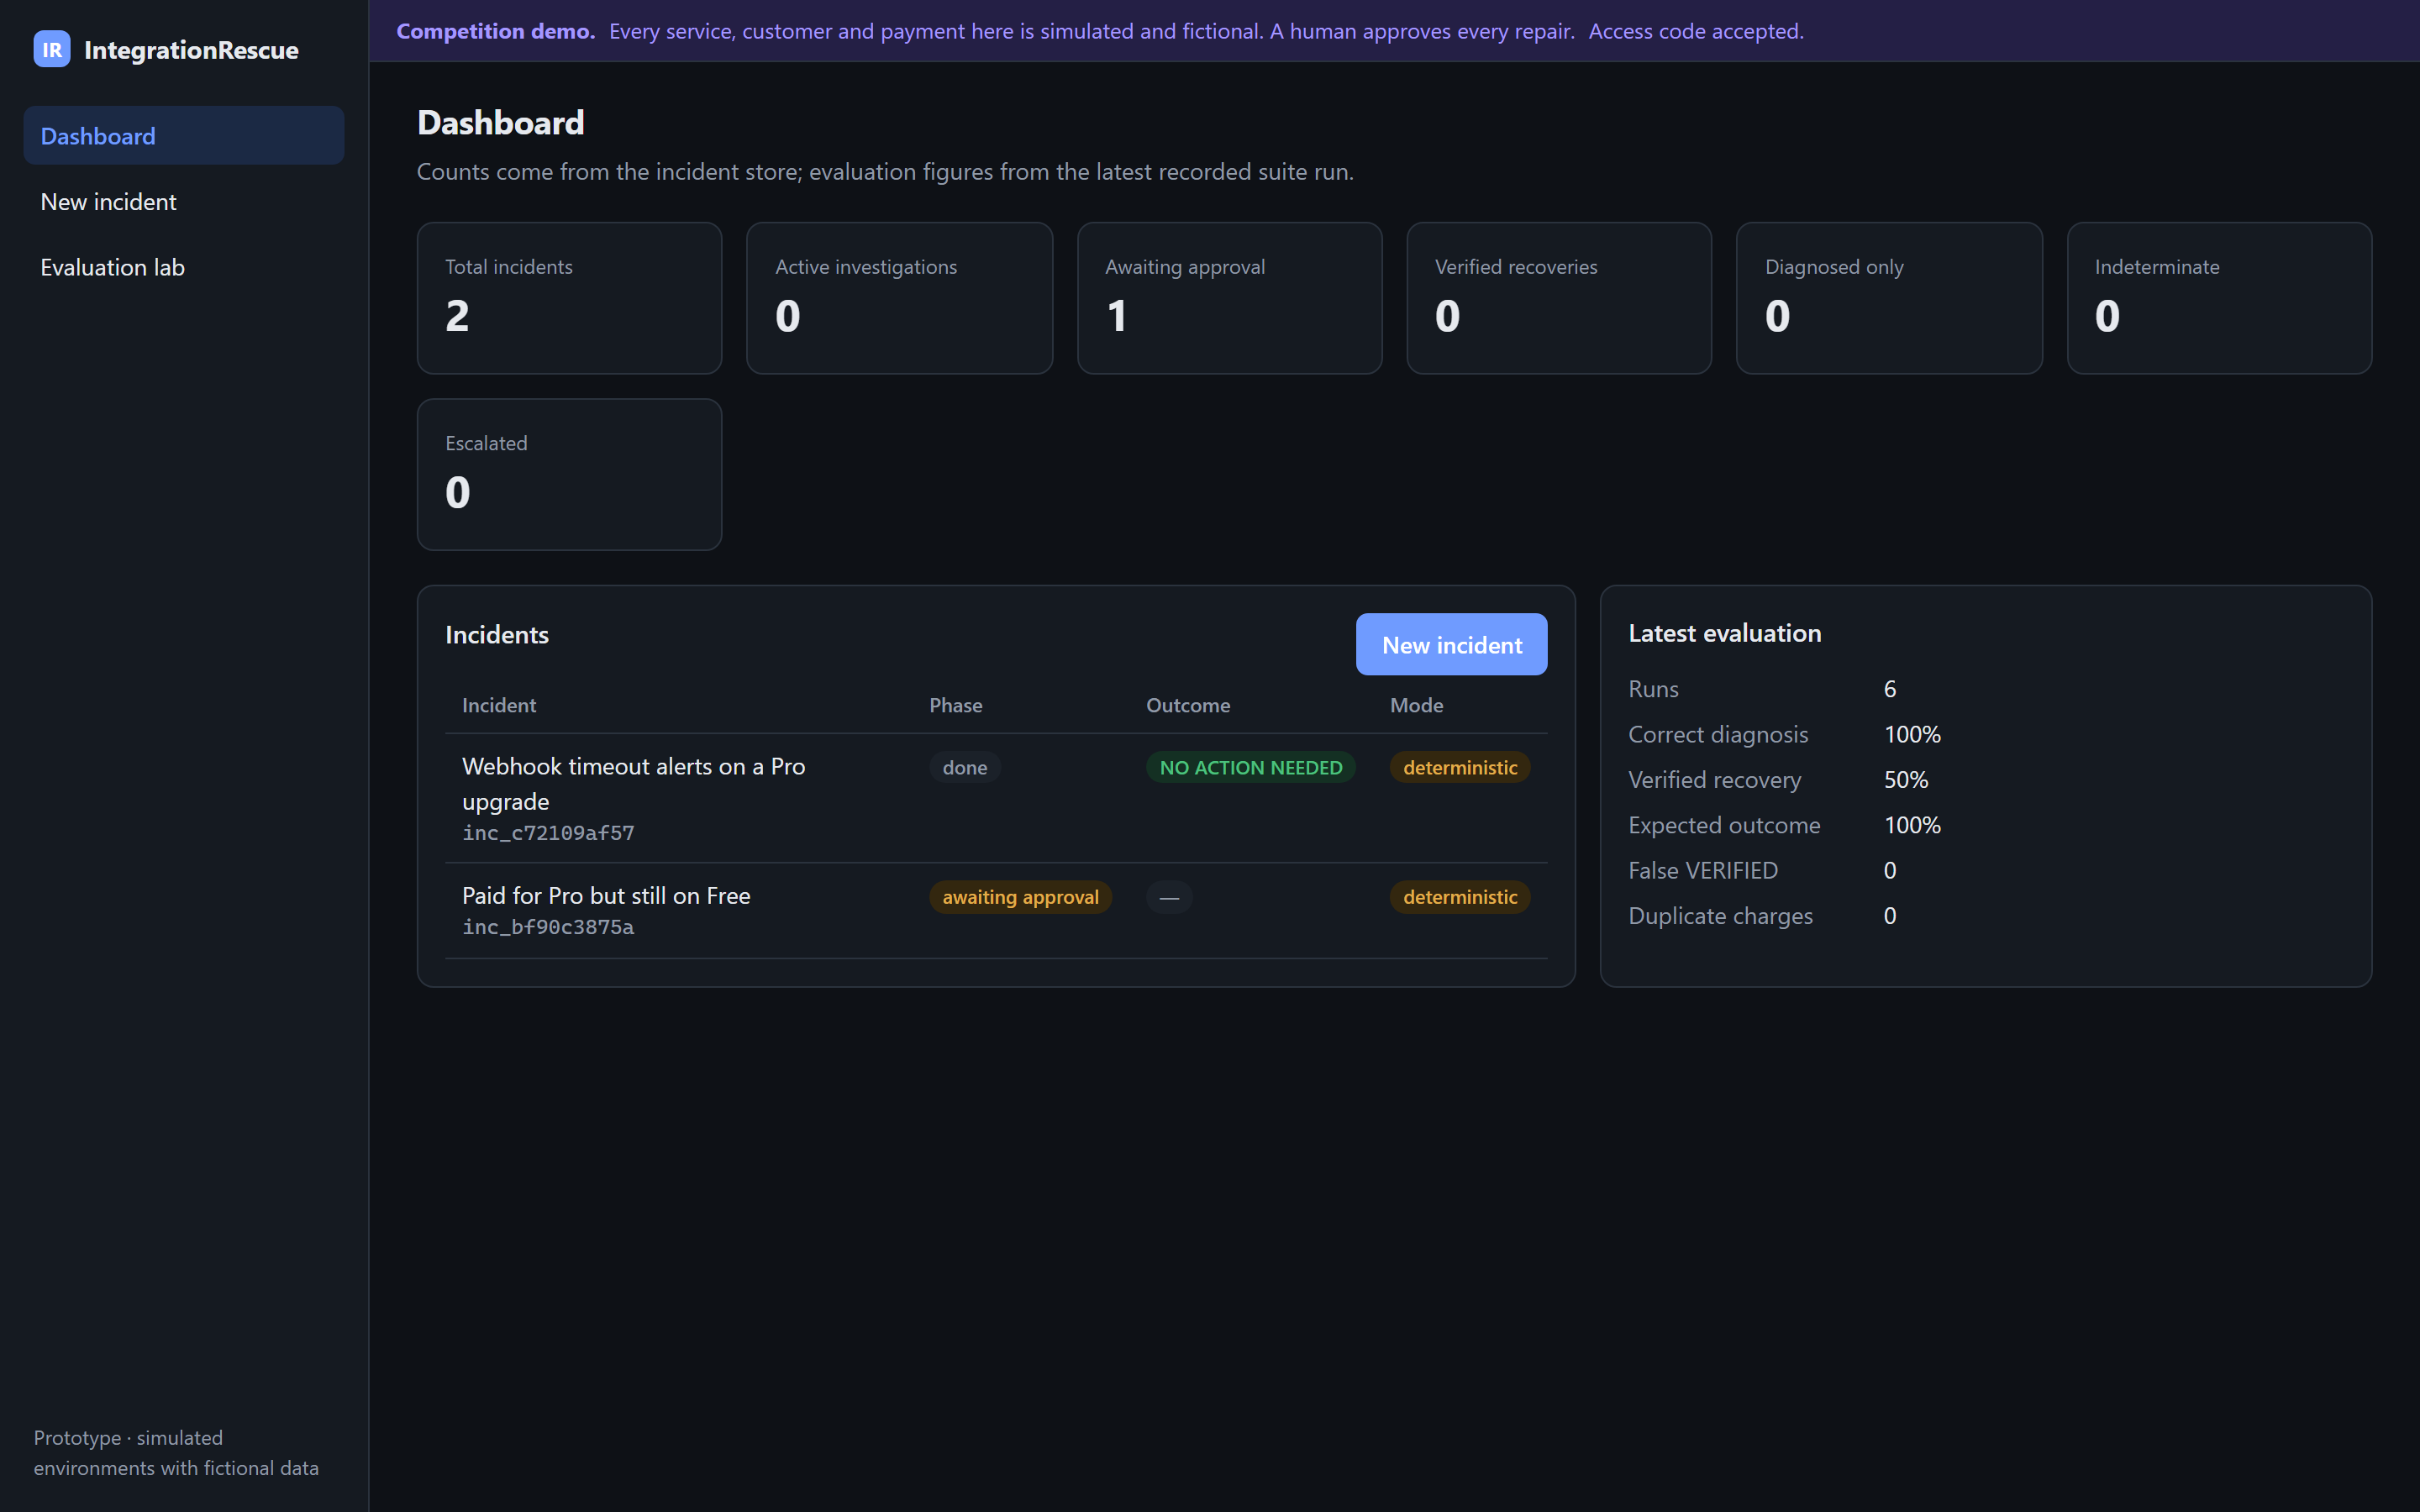 IR IntegrationRescue
Dashboard
New incident
Evaluation lab
Prototype · simulated
environments with fictional data
Competition demo. Every service, customer and payment here is simulated and fictional. A human approves every repair. Access code accepted.
Dashboard
Counts come from the incident store; evaluation figures from the latest recorded suite run.
Total incidents
2
Active investigations
0
Awaiting approval
1
Verified recoveries
0
Diagnosed only
0
Indeterminate
0
Escalated
0
Incidents
New incident
Incident Phase Outcome Mode
Webhook timeout alerts on a Pro
upgrade
inc_c72109af57
done NO ACTION NEEDED deterministic
Paid for Pro but still on Free
inc_bf90c3875a
awaiting approval — deterministic
Latest evaluation
Runs 6
Correct diagnosis 100%
Verified recovery 50%
Expected outcome 100%
False VERIFIED 0
Duplicate charges 0